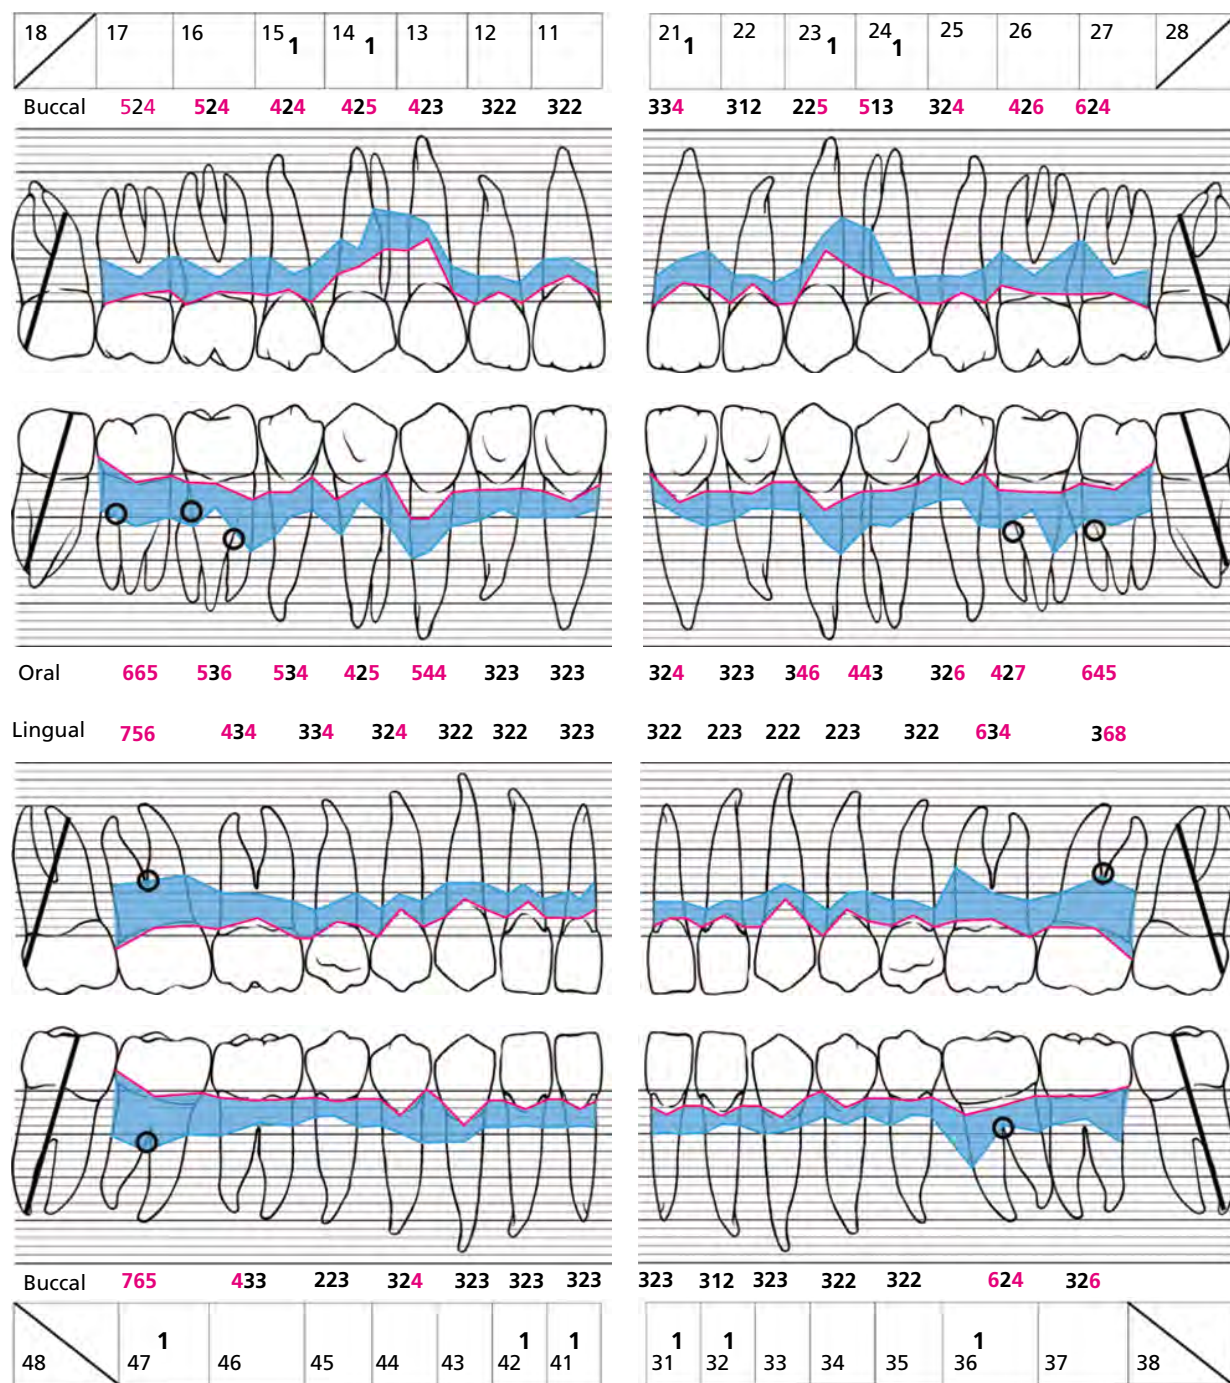 18 17 16 15 1 14 1 13 12 11 21 1 22 23 1 24 1 25 26 27 28
Buccal 524 524 424 425 423 322 322 334 312 225 513 324 426 624
Oral 665 536 534 425 544 323 323 324 323 346 443 326 427 645
Lingual 756 434 334 324 322 322 323 322 223 222 223 322 634 368
Buccal 765 433 223 324 323 323 323 323 312 323 322 322 624 326
48 47 1 46 45 44 43 42 1 41 1 31 1 32 1 33 34 35 36 1 37 38